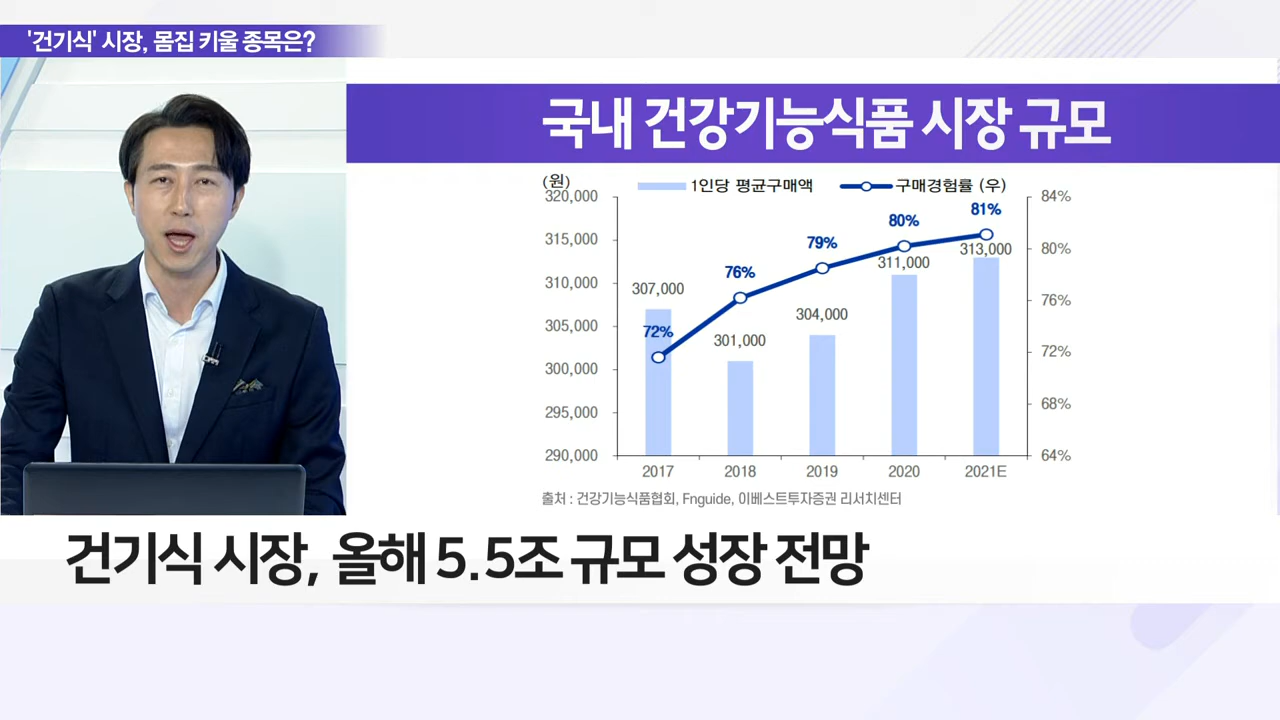 '건기식' 시장, 몸집 키울 종목은?
국내 건강기능식품 시장 규모
(원)
1인당 평균구매액
구매경험률 (우)
320,000
315,000
310,000
305,000
300,000
295,000
290,000
84%
80%
76%
72%
68%
64%
307,000
301,000
304,000
311,000
313,000
72%
76%
79%
80%
81%
2017 2018 2019 2020 2021E
출처 : 건강기능식품협회, Fnguide, 이베스트투자증권 리서치센터
건기식 시장, 올해 5.5조 규모 성장 전망